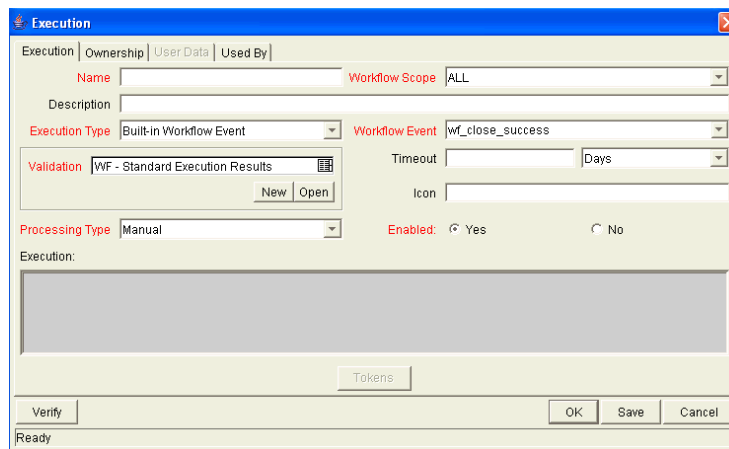 Execution
Execution Ownership User Data Used By
Name Workflow Scope ALL
Description
Execution Type Built-in Workflow Event Workflow Event wf_close_success
Validation WF - Standard Execution Results Timeout Days
New Open Icon
Processing Type Manual Enabled: Yes No
Execution:
Tokens
Verify OK Save Cancel
Ready